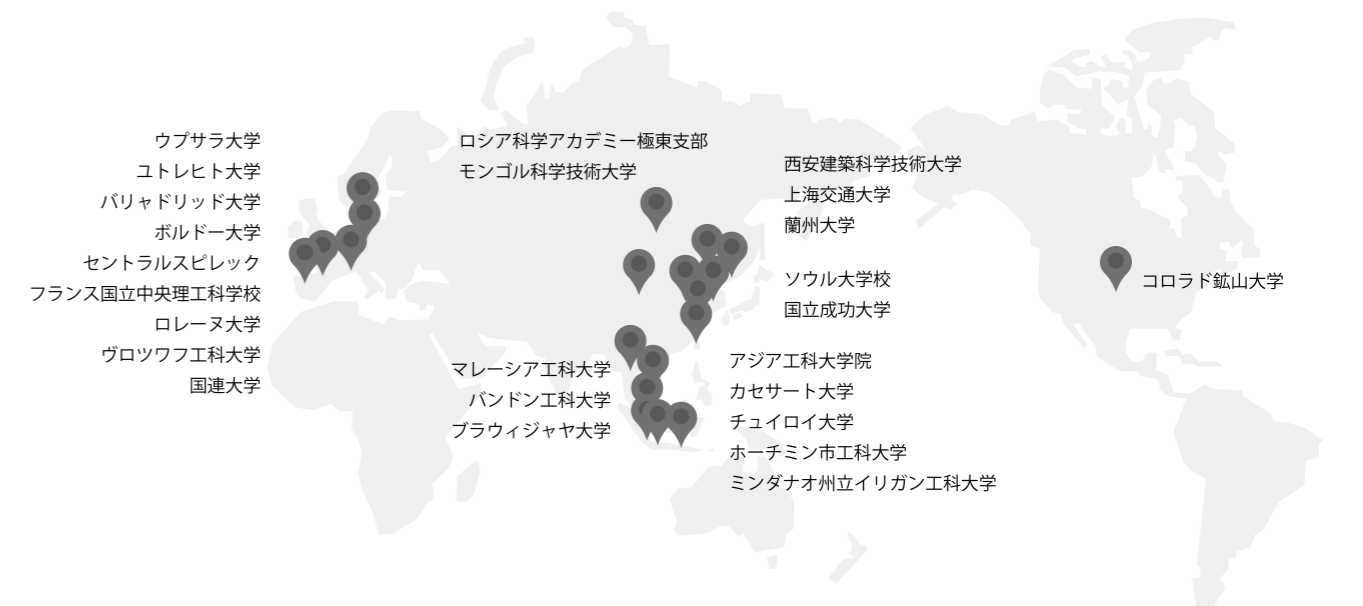 ウプサラ大学
ユトレヒト大学
バリャドリッド大学
ボルドー大学
セントラルスピレック
フランス国立中央理工科学校
ロレーヌ大学
ヴロツワフ工科大学
国連大学
ロシア科学アカデミー極東支部
モンゴル科学技術大学
西安建築科学技術大学
上海交通大学
蘭州大学
ソウル大学校
国立成功大学
マレーシア工科大学
バンドン工科大学
ブラウィジャヤ大学
アジア工科大学院
カセサート大学
チュイロイ大学
ホーチミン市工科大学
ミンダナオ州立イリガン工科大学
コロラド鉱山大学